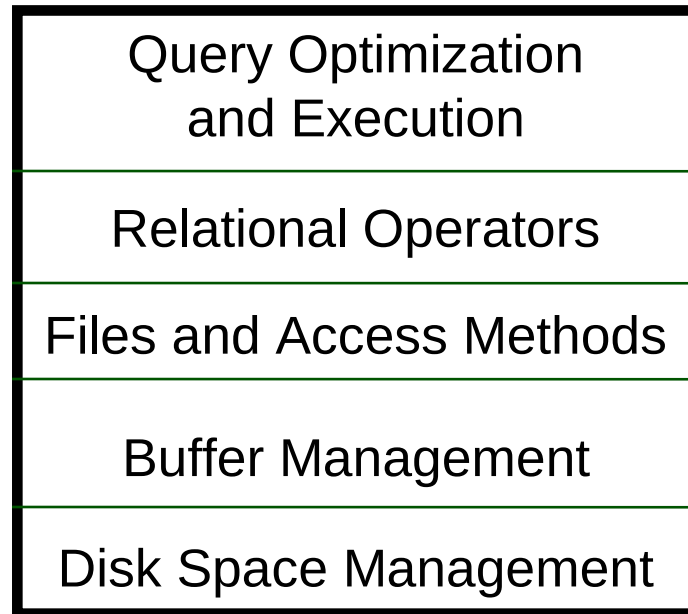 Query Optimization
and Execution
Relational Operators
Files and Access Methods
Buffer Management
Disk Space Management